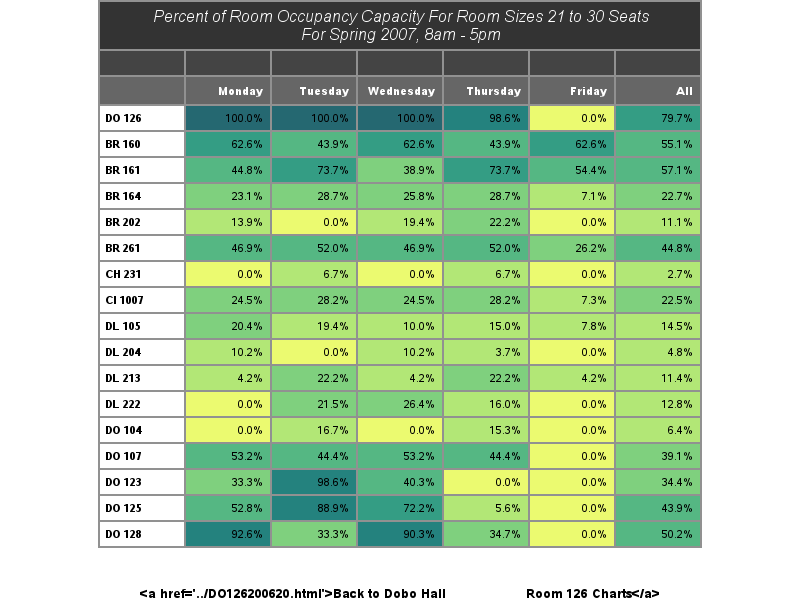 Percent of Room Occupancy Capacity For Room Sizes 21 to 30 Seats
For Spring 2007, 8am - 5pm
Monday Tuesday Wednesday Thursday Friday All
DO 126 100.0% 100.0% 100.0% 98.6% 0.0% 79.7%
BR 160 62.6% 43.9% 62.6% 43.9% 62.6% 55.1%
BR 161 44.8% 73.7% 38.9% 73.7% 54.4% 57.1%
BR 164 23.1% 28.7% 25.8% 28.7% 7.1% 22.7%
BR 202 13.9% 0.0% 19.4% 22.2% 0.0% 11.1%
BR 261 46.9% 52.0% 46.9% 52.0% 26.2% 44.8%
CH 231 0.0% 6.7% 0.0% 6.7% 0.0% 2.7%
CI 1007 24.5% 28.2% 24.5% 28.2% 7.3% 22.5%
DL 105 20.4% 19.4% 10.0% 15.0% 7.8% 14.5%
DL 204 10.2% 0.0% 10.2% 3.7% 0.0% 4.8%
DL 213 4.2% 22.2% 4.2% 22.2% 4.2% 11.4%
DL 222 0.0% 21.5% 26.4% 16.0% 0.0% 12.8%
DO 104 0.0% 16.7% 0.0% 15.3% 0.0% 6.4%
DO 107 53.2% 44.4% 53.2% 44.4% 0.0% 39.1%
DO 123 33.3% 98.6% 40.3% 0.0% 0.0% 34.4%
DO 125 52.8% 88.9% 72.2% 5.6% 0.0% 43.9%
DO 128 92.6% 33.3% 90.3% 34.7% 0.0% 50.2%
<a href='../DO126200620.html'>Back to Dobo Hall Room 126 Charts</a>